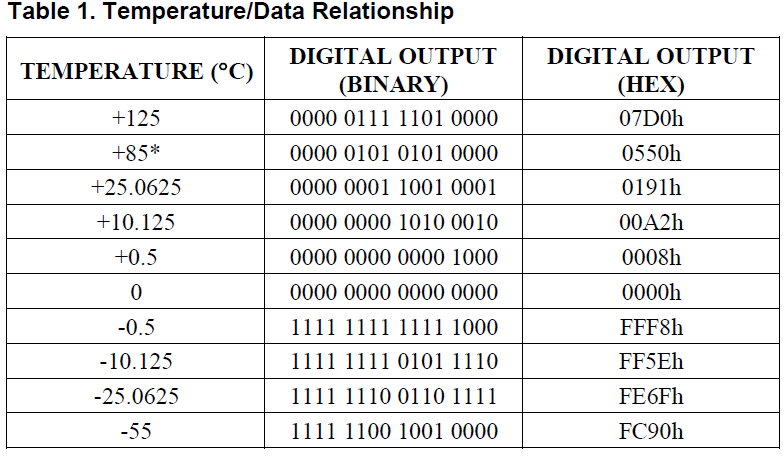 Table 1. Temperature/Data Relationship
TEMPERATURE (°C) DIGITAL OUTPUT (BINARY) DIGITAL OUTPUT (HEX)
+125 0000 0111 1101 0000 07D0h
+85* 0000 0101 0101 0000 0550h
+25.0625 0000 0001 1001 0001 0191h
+10.125 0000 0000 1010 0010 00A2h
+0.5 0000 0000 0000 1000 0008h
0 0000 0000 0000 0000 0000h
-0.5 1111 1111 1111 1000 FFF8h
-10.125 1111 1111 0101 1110 FF5Eh
-25.0625 1111 1110 0110 1111 FE6Fh
-55 1111 1100 1001 0000 FC90h